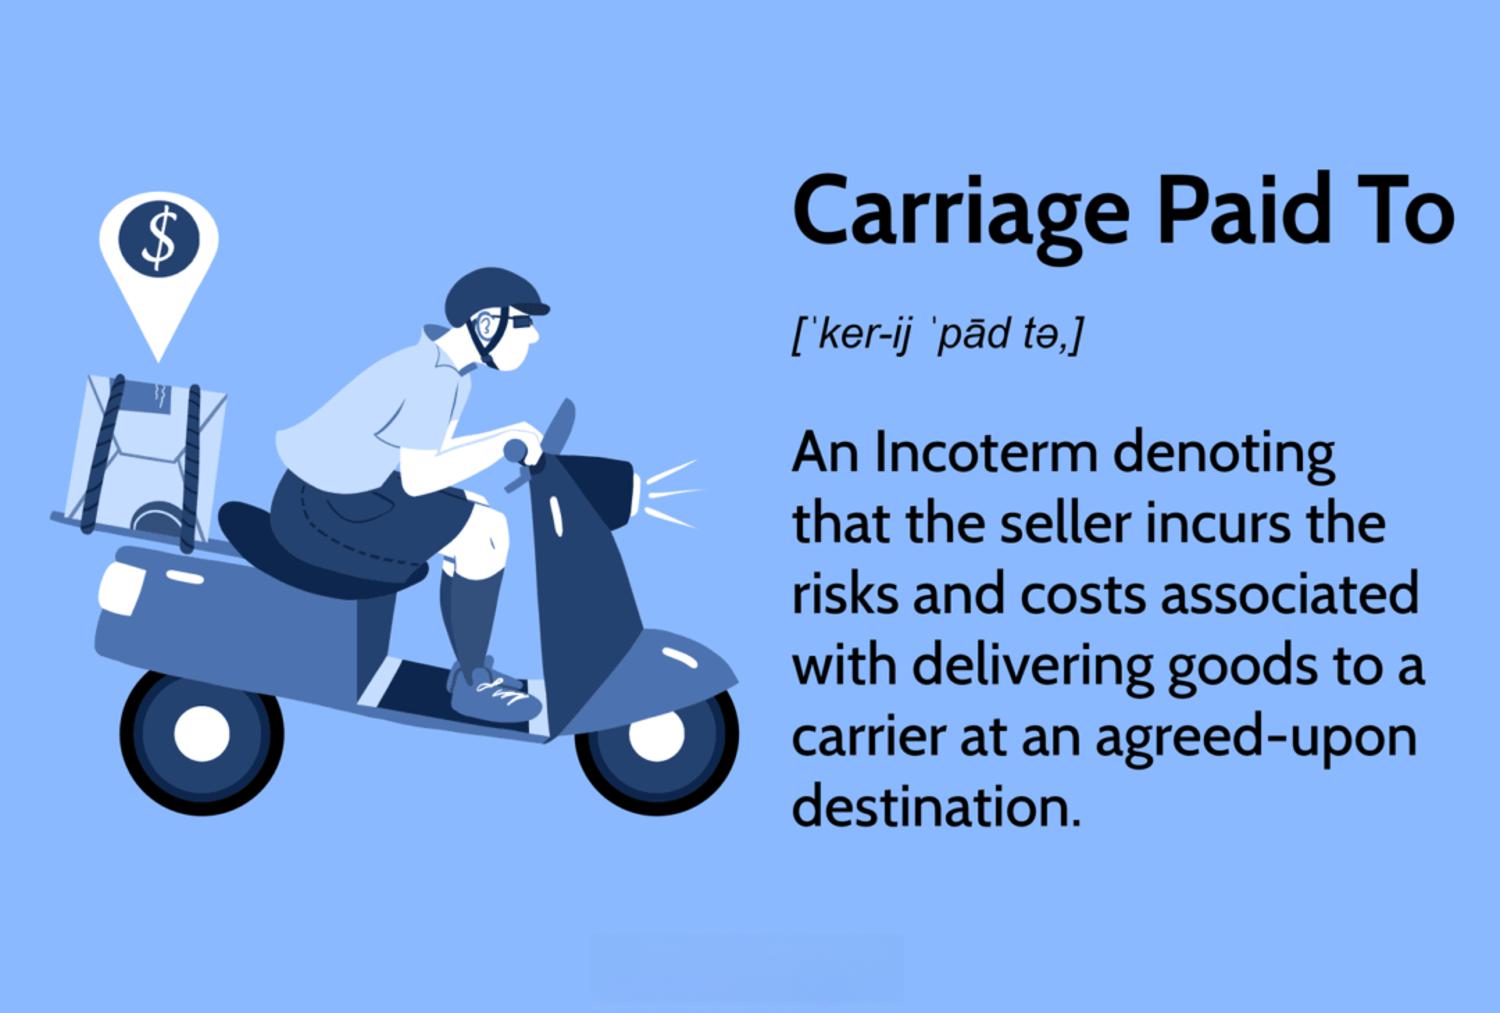 $
Carriage Paid To
[ˈker-ij ˈpād tə,]
An Incoterm denoting
that the seller incurs the
risks and costs associated
with delivering goods to a
carrier at an agreed-upon
destination.